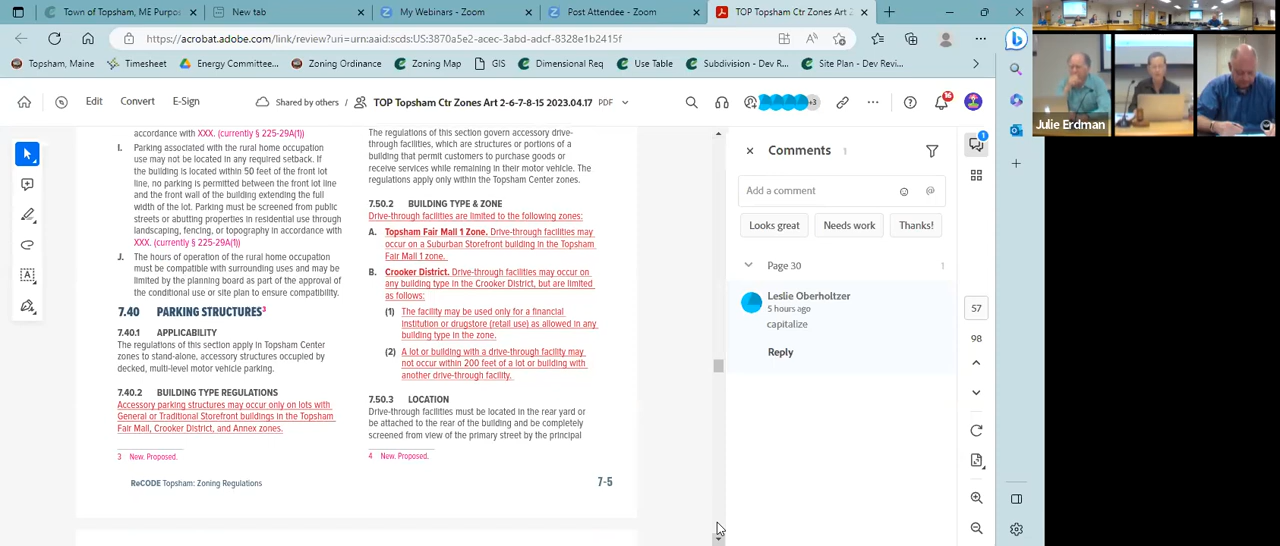 Town of Topsham, ME Purpo
New tab
My Webinars - Zoom
Post Attendee - Zoom
TOP Topsham Ctr Zones Art 2-
https://acrobat.adobe.com/link/review?uri=urn:aaid:scds:US:3870a5e2-acec-3abd-adcf-8328e1b2415f
Topsham, Maine
Timesheet
Energy Committee...
Zoning Ordinance
Zoning Map
GIS
Dimensional Req
Use Table
Subdivision - Dev R...
Site Plan - Dev Revi...
Edit
Convert
E-Sign
Shared by others
TOP Topsham Ctr Zones Art 2-6-7-8-15 2023.04.17 PDF
+3
16
accordance with XXX. (currently § 225-29A(1))
I. Parking associated with the rural home occupation
use may not be located in any required setback. If
the building is located within 50 feet of the front lot
line, no parking is permitted between the front lot line
and the front wall of the building extending the full
width of the lot. Parking must be screened from public
streets or abutting properties in residential use through
landscaping, fencing, or topography in accordance with
XXX. (currently § 225-29A(1))
J. The hours of operation of the rural home occupation
must be compatible with surrounding uses and may be
limited by the planning board as part of the approval of
the conditional use or site plan to ensure compatibility.
7.40 PARKING STRUCTURES3
7.40.1 APPLICABILITY
The regulations of this section apply in Topsham Center
zones to stand-alone, accessory structures occupied by
decked, multi-level motor vehicle parking.
7.40.2 BUILDING TYPE REGULATIONS
Accessory parking structures may occur only on lots with
General or Traditional Storefront buildings in the Topsham
Fair Mall, Crooker District, and Annex zones.
3 New. Proposed.
The regulations of this section govern accessory drive-
through facilities, which are structures or portions of a
building that permit customers to purchase goods or
receive services while remaining in their motor vehicle. The
regulations apply only within the Topsham Center zones.
7.50.2 BUILDING TYPE & ZONE
Drive-through facilities are limited to the following zones:
A. Topsham Fair Mall 1 Zone. Drive-through facilities may
occur on a Suburban Storefront building in the Topsham
Fair Mall 1 zone.
B. Crooker District. Drive-through facilities may occur on
any building type in the Crooker District, but are limited
as follows:
(1) The facility may be used only for a financial
institution or drugstore (retail use) as allowed in any
building type in the zone.
(2) A lot or building with a drive-through facility may
not occur within 200 feet of a lot or building with
another drive-through facility.
7.50.3 LOCATION
Drive-through facilities must be located in the rear yard or
be attached to the rear of the building and be completely
screened from view of the primary street by the principal
4 New. Proposed.
ReCODE Topsham: Zoning Regulations
7-5
Comments 1
Add a comment
Looks great
Needs work
Thanks!
Page 30
1
Leslie Oberholtzer
5 hours ago
capitalize
Reply
1
57
98
Julie Erdman